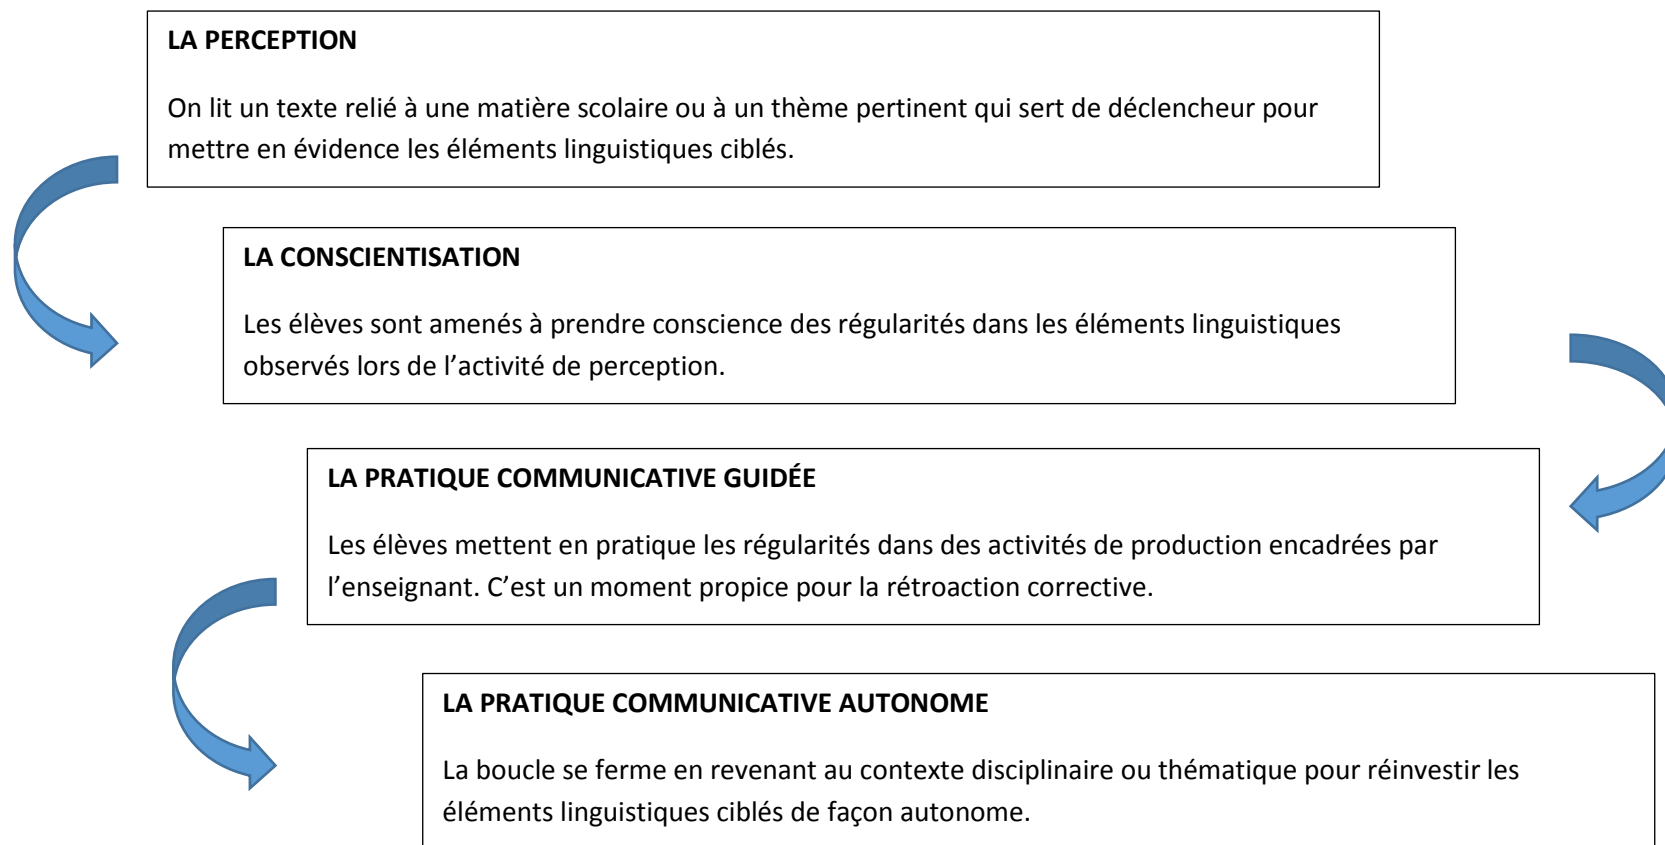 LA PERCEPTION
On lit un texte relié à une matière scolaire ou à un thème pertinent qui sert de déclencheur pour
mettre en évidence les éléments linguistiques ciblés.
LA CONSCIENTISATION
Les élèves sont amenés à prendre conscience des régularités dans les éléments linguistiques
observés lors de l’activité de perception.
LA PRATIQUE COMMUNICATIVE GUIDÉE
Les élèves mettent en pratique les régularités dans des activités de production encadrées par
l’enseignant. C’est un moment propice pour la rétroaction corrective.
LA PRATIQUE COMMUNICATIVE AUTONOME
La boucle se ferme en revenant au contexte disciplinaire ou thématique pour réinvestir les
éléments linguistiques ciblés de façon autonome.